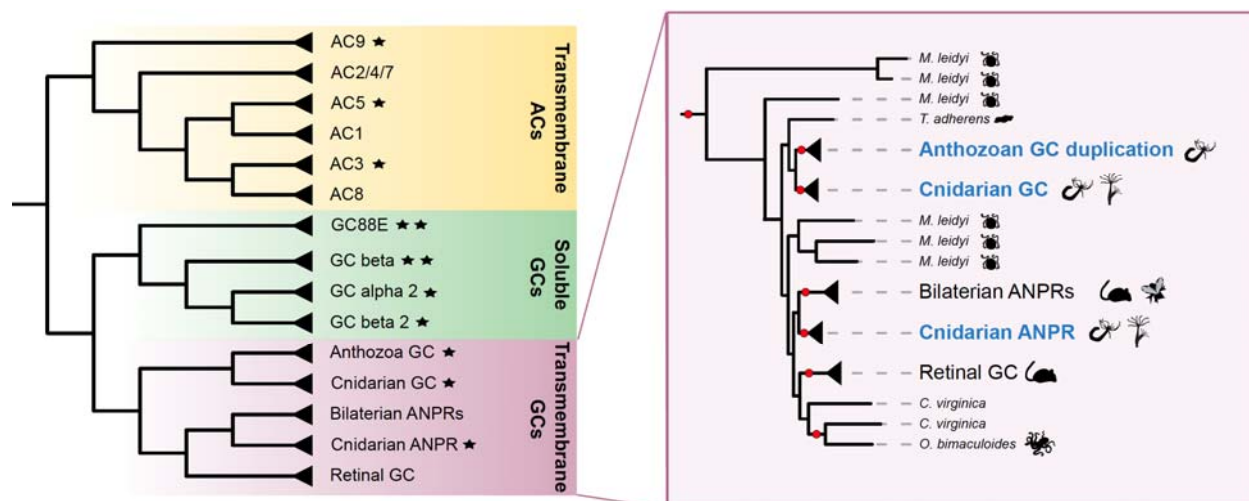 AC9 ★
AC2/4/7
AC5 ★
AC1
AC3 ★
AC8
Transmembrane
ACs
GC88E ★ ★
GC beta ★ ★
GC alpha 2 ★
GC beta 2 ★
Soluble
GCs
Anthozoa GC ★
Cnidarian GC ★
Bilaterian ANPRs
Cnidarian ANPR ★
Retinal GC
Transmembrane
GCs
M. leidyi
M. leidyi
M. leidyi
T. adherens
Anthozoan GC duplication
Cnidarian GC
M. leidyi
M. leidyi
M. leidyi
Bilaterian ANPRs
Cnidarian ANPR
Retinal GC
C. virginica
C. virginica
O. bimaculoides